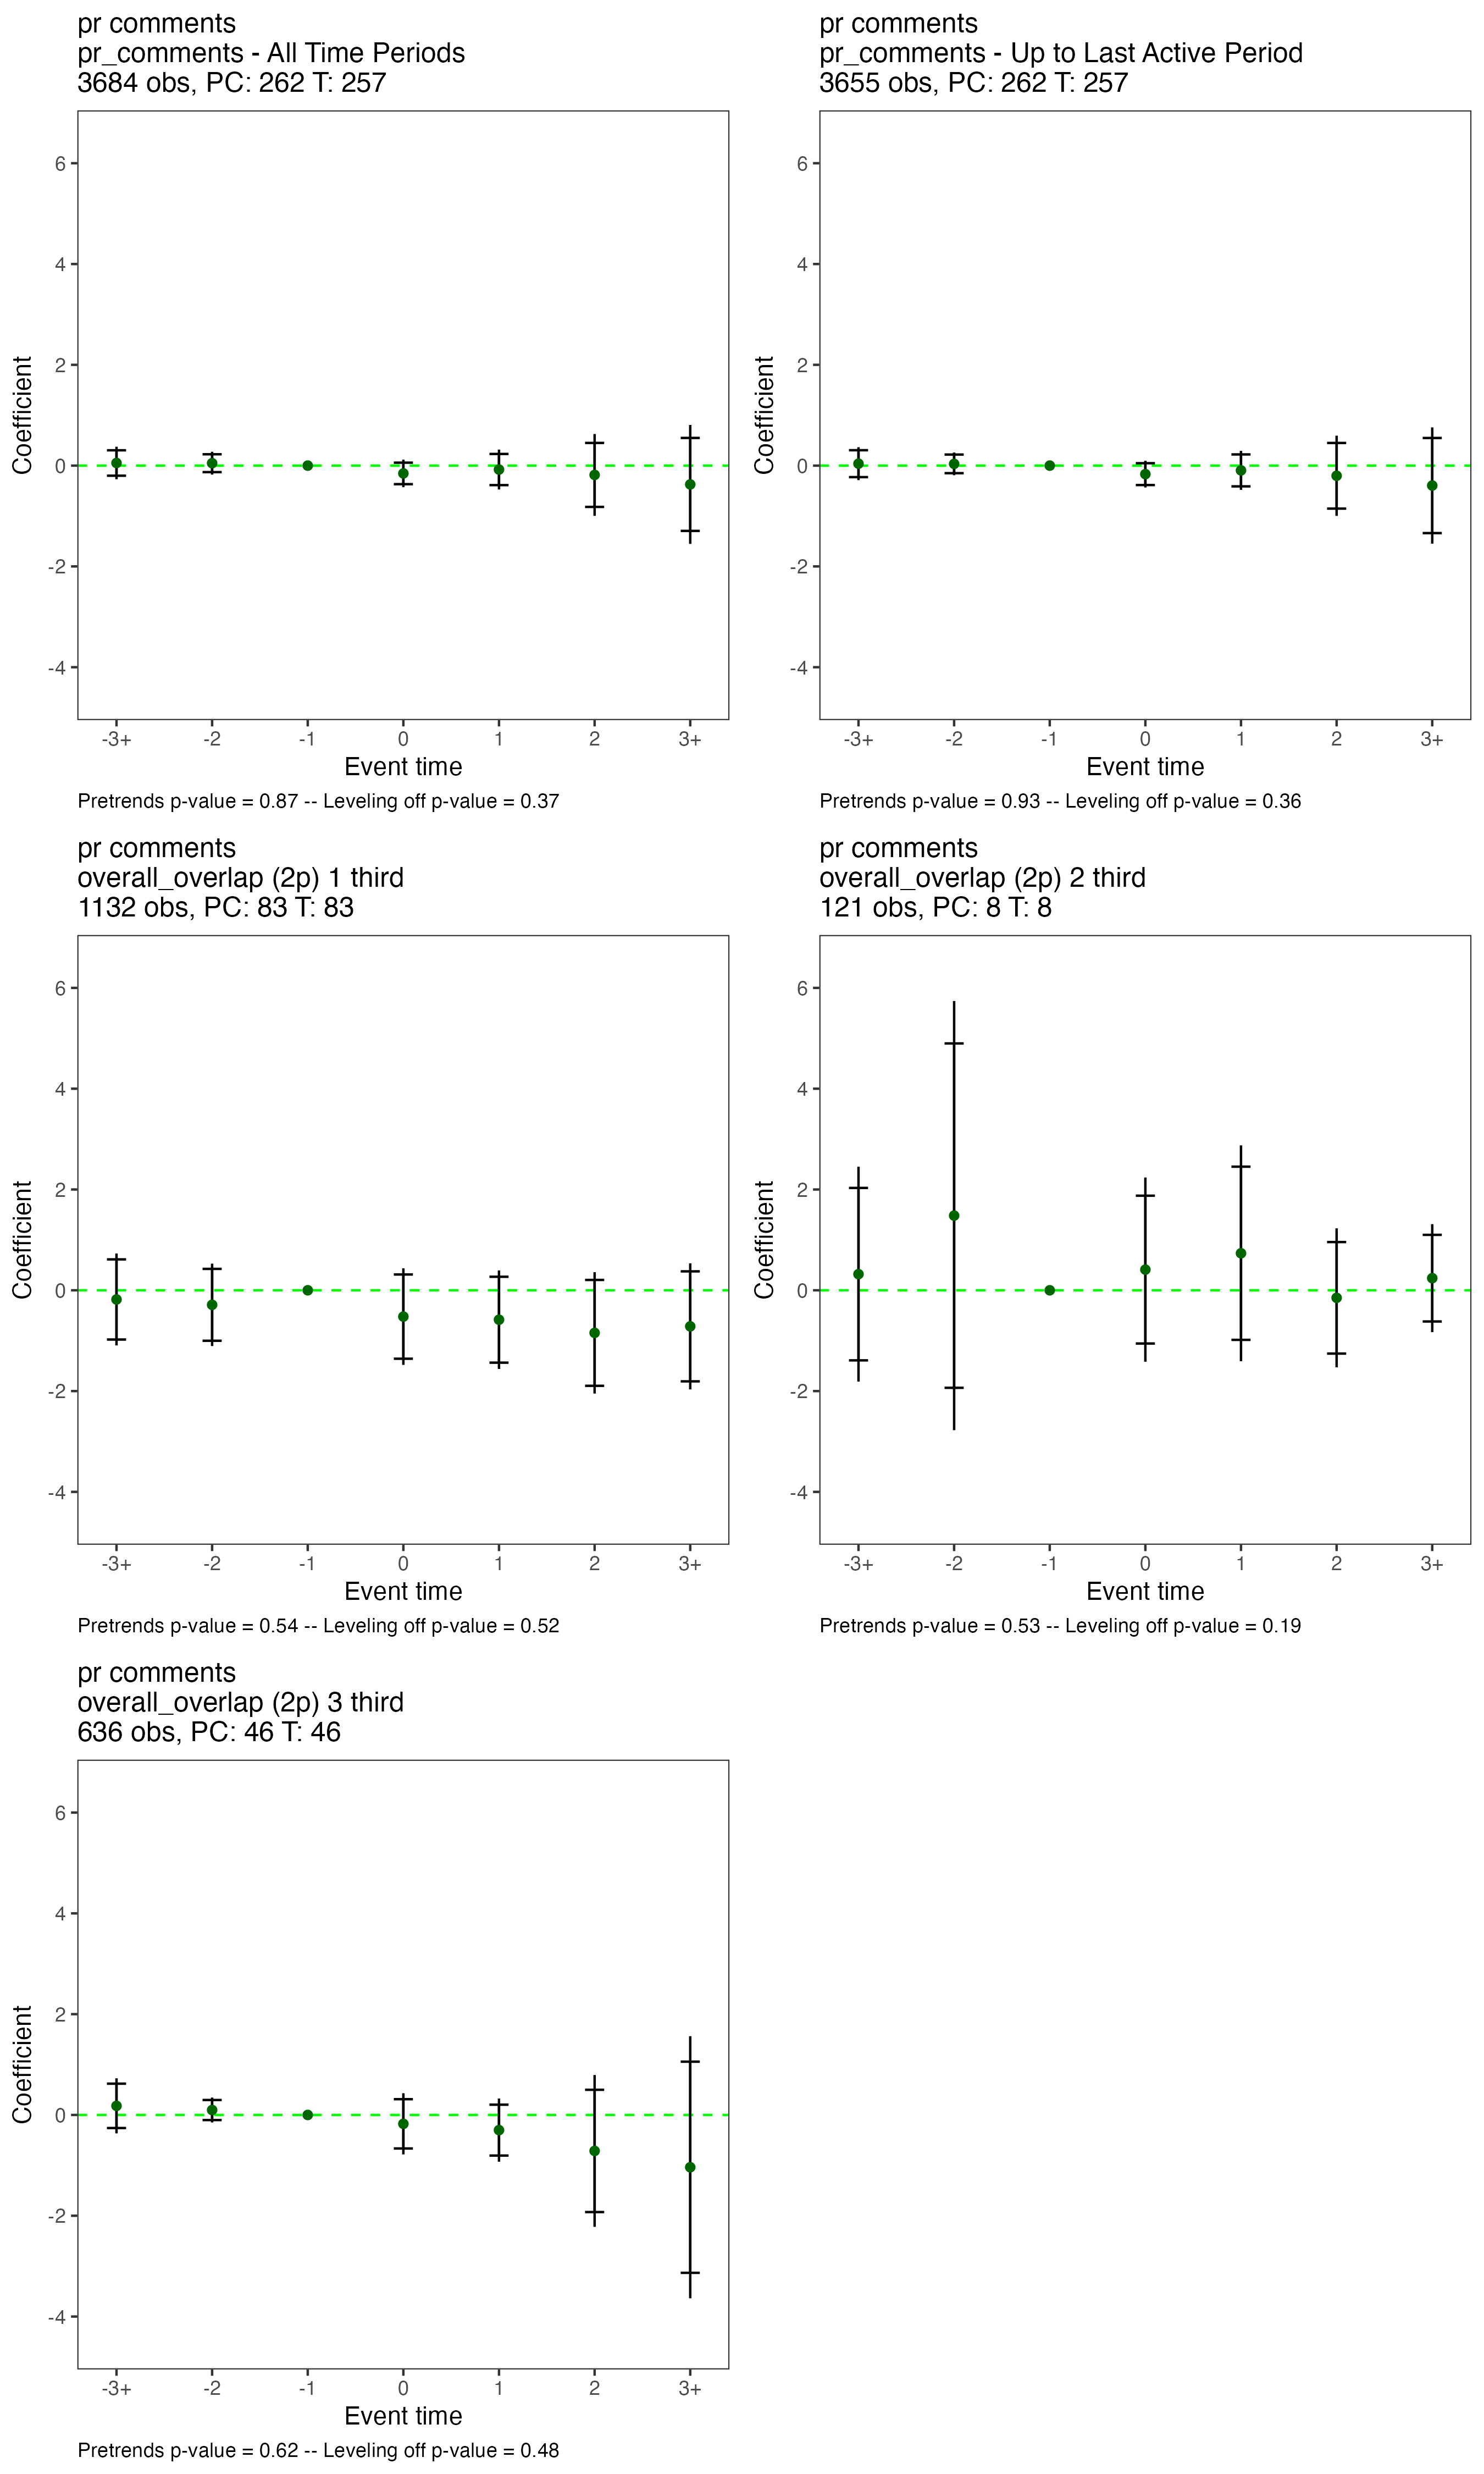 pr comments
pr_comments - All Time Periods
3684 obs, PC: 262 T: 257
Coefficient
6
4
2
0
-2
-4
-3+ -2 -1 0 1 2 3+
Event time
Pretrends p-value = 0.87 -- Leveling off p-value = 0.37
pr comments
pr_comments - Up to Last Active Period
3655 obs, PC: 262 T: 257
Coefficient
6
4
2
0
-2
-4
-3+ -2 -1 0 1 2 3+
Event time
Pretrends p-value = 0.93 -- Leveling off p-value = 0.36
pr comments
overall_overlap (2p) 1 third
1132 obs, PC: 83 T: 83
Coefficient
6
4
2
0
-2
-4
-3+ -2 -1 0 1 2 3+
Event time
Pretrends p-value = 0.54 -- Leveling off p-value = 0.52
pr comments
overall_overlap (2p) 2 third
121 obs, PC: 8 T: 8
Coefficient
6
4
2
0
-2
-4
-3+ -2 -1 0 1 2 3+
Event time
Pretrends p-value = 0.53 -- Leveling off p-value = 0.19
pr comments
overall_overlap (2p) 3 third
636 obs, PC: 46 T: 46
Coefficient
6
4
2
0
-2
-4
-3+ -2 -1 0 1 2 3+
Event time
Pretrends p-value = 0.62 -- Leveling off p-value = 0.48